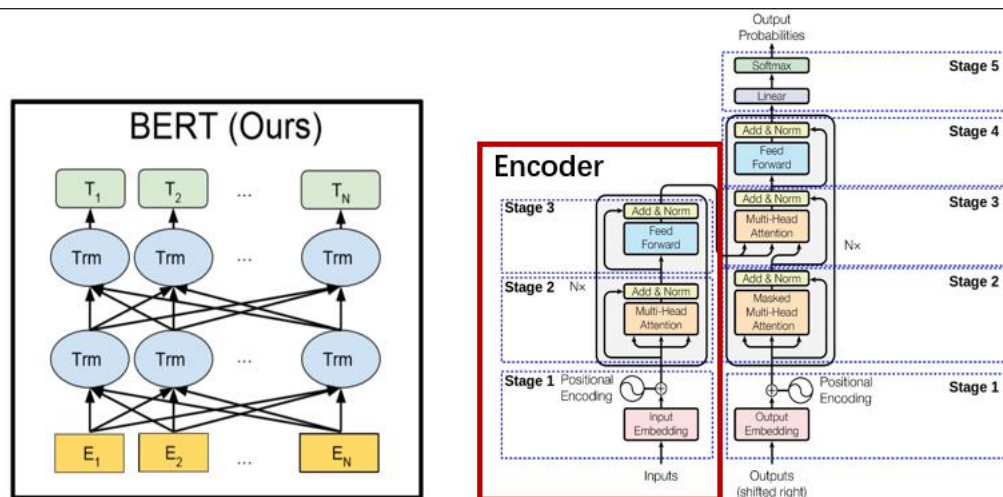 BERT (Ours)
T1 T2 ... TN
Trm Trm ... Trm
Trm Trm ... Trm
E1 E2 ... EN
Encoder
Stage 3
Add & Norm
Feed
Forward
Stage 2
Nx
Add & Norm
Multi-Head
Attention
Stage 1
Positional
Encoding
Input
Embedding
Inputs
Output
Probabilities
Stage 5
Softmax
Linear
Stage 4
Add & Norm
Feed
Forward
Stage 3
Add & Norm
Multi-Head
Attention
Nx
Stage 2
Add & Norm
Masked
Multi-Head
Attention
Stage 1
Positional
Encoding
Output
Embedding
Outputs
(shifted right)